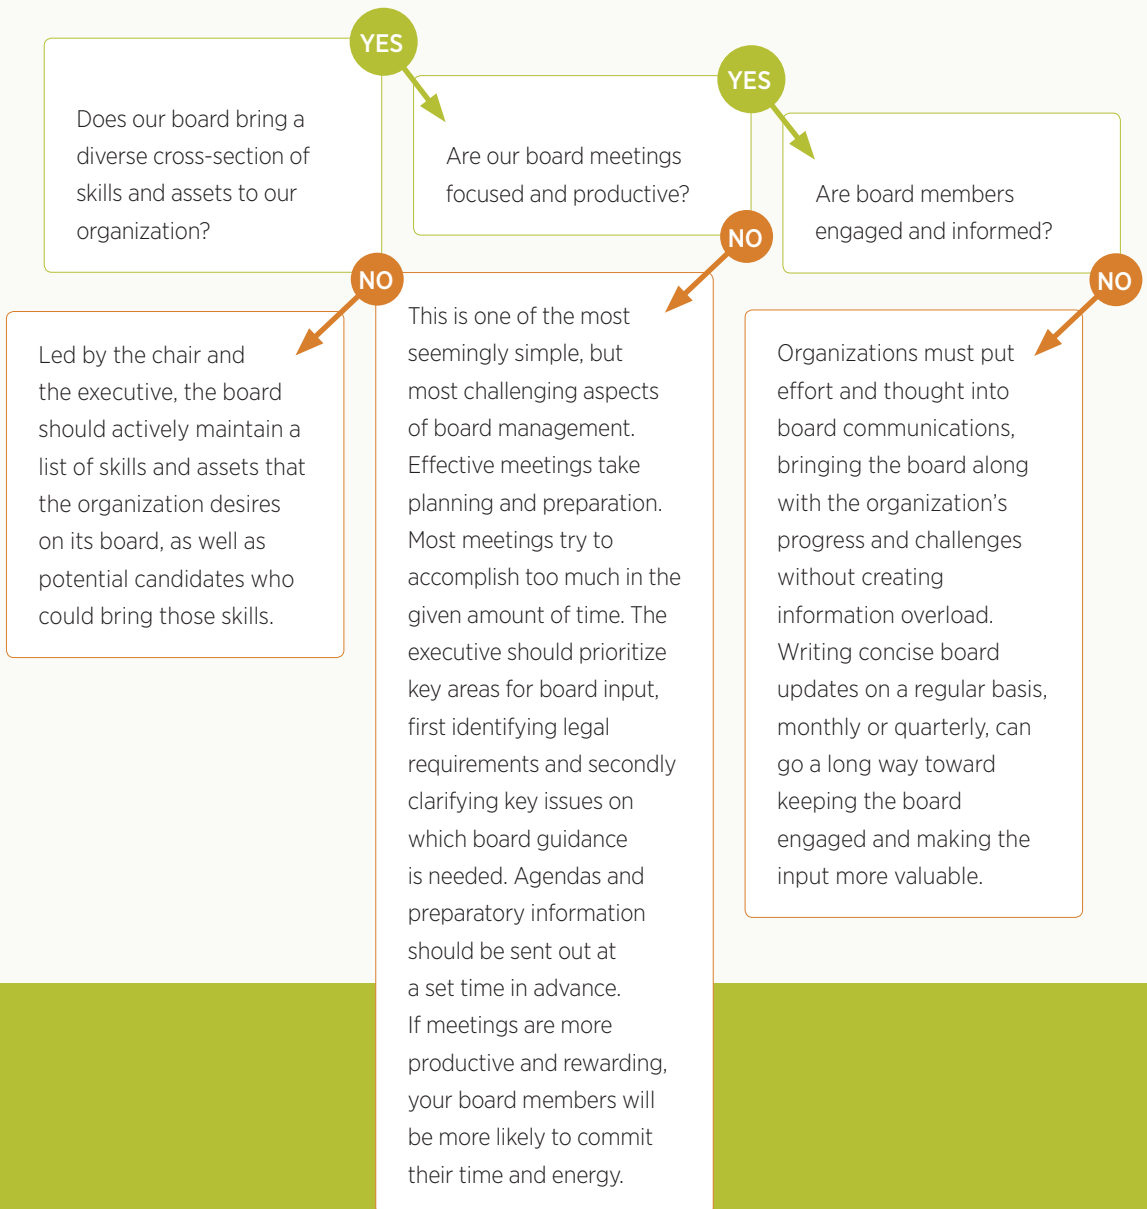 Does our board bring a
diverse cross-section of
skills and assets to our
organization?
YES
Are our board meetings
focused and productive?
YES
Are board members
engaged and informed?
NO
Led by the chair and
the executive, the board
should actively maintain a
list of skills and assets that
the organization desires
on its board, as well as
potential candidates who
could bring those skills.
NO
This is one of the most
seemingly simple, but
most challenging aspects
of board management.
Effective meetings take
planning and preparation.
Most meetings try to
accomplish too much in the
given amount of time. The
executive should prioritize
key areas for board input,
first identifying legal
requirements and secondly
clarifying key issues on
which board guidance
is needed. Agendas and
preparatory information
should be sent out at
a set time in advance.
If meetings are more
productive and rewarding,
your board members will
be more likely to commit
their time and energy.
NO
Organizations must put
effort and thought into
board communications,
bringing the board along
with the organization’s
progress and challenges
without creating
information overload.
Writing concise board
updates on a regular basis,
monthly or quarterly, can
go a long way toward
keeping the board
engaged and making the
input more valuable.